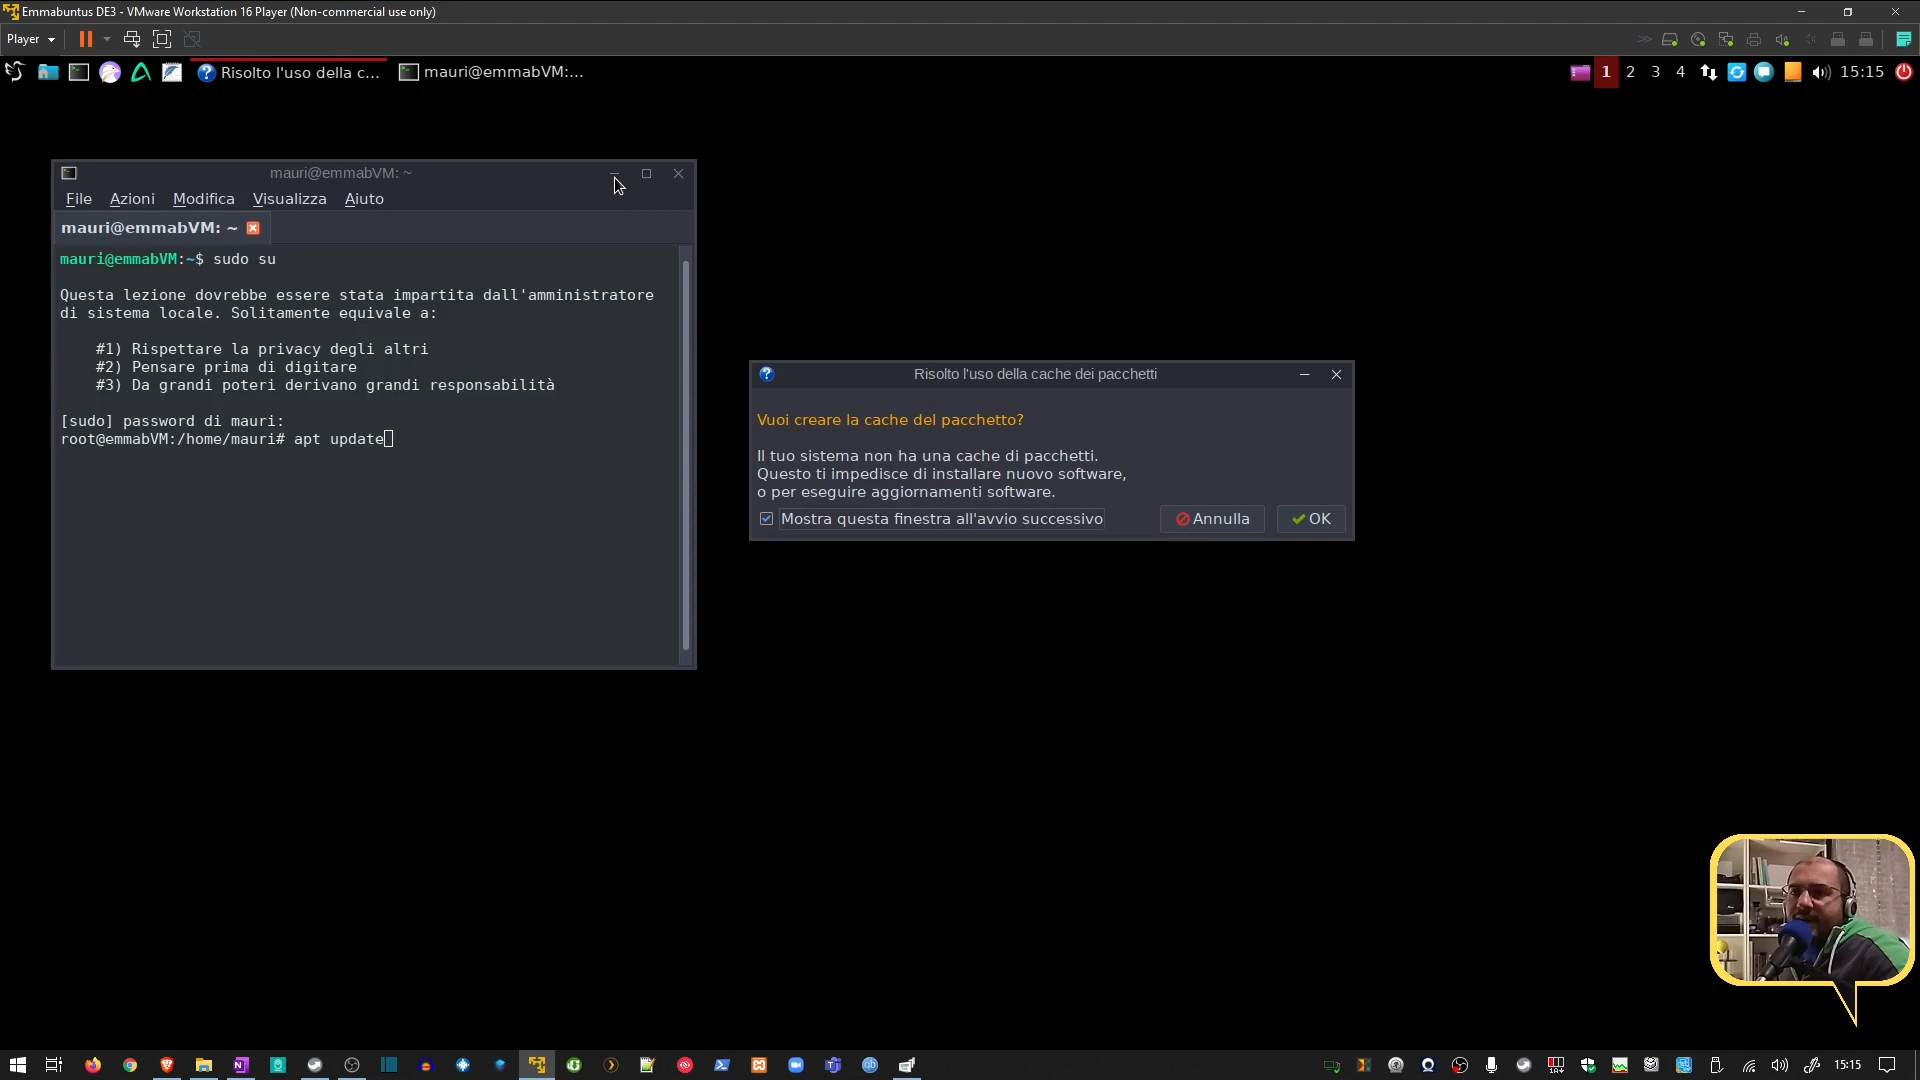 Emmabuntus DE3 - VMware Workstation 16 Player (Non-commercial use only)
Player
Risolto l'uso della c...
mauri@emmabVM:...
1 2 3 4
15:15
mauri@emmabVM: ~
File Azioni Modifica Visualizza Aiuto
mauri@emmabVM: ~
mauri@emmabVM:~$ sudo su
Questa lezione dovrebbe essere stata impartita dall'amministratore
di sistema locale. Solitamente equivale a:
#1) Rispettare la privacy degli altri
#2) Pensare prima di digitare
#3) Da grandi poteri derivano grandi responsabilità
[sudo] password di mauri:
root@emmabVM:/home/mauri# apt update
Risolto l'uso della cache dei pacchetti
Vuoi creare la cache del pacchetto?
Il tuo sistema non ha una cache di pacchetti.
Questo ti impedisce di installare nuovo software,
o per eseguire aggiornamenti software.
Mostra questa finestra all'avvio successivo
Annulla
OK
15:15